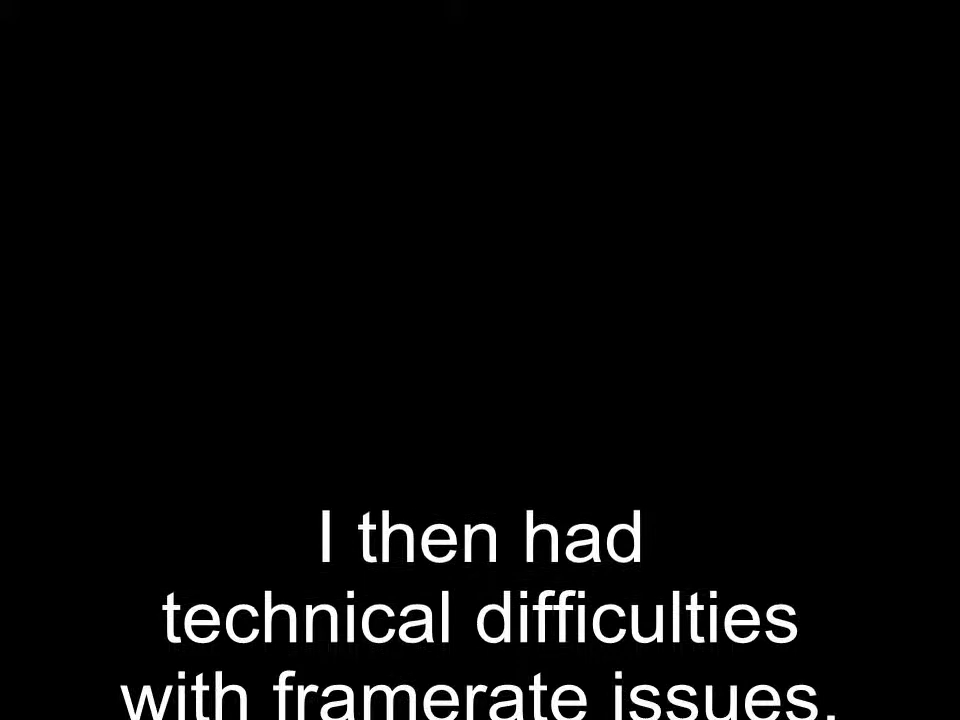 I then had
technical difficulties
with framerate issues.